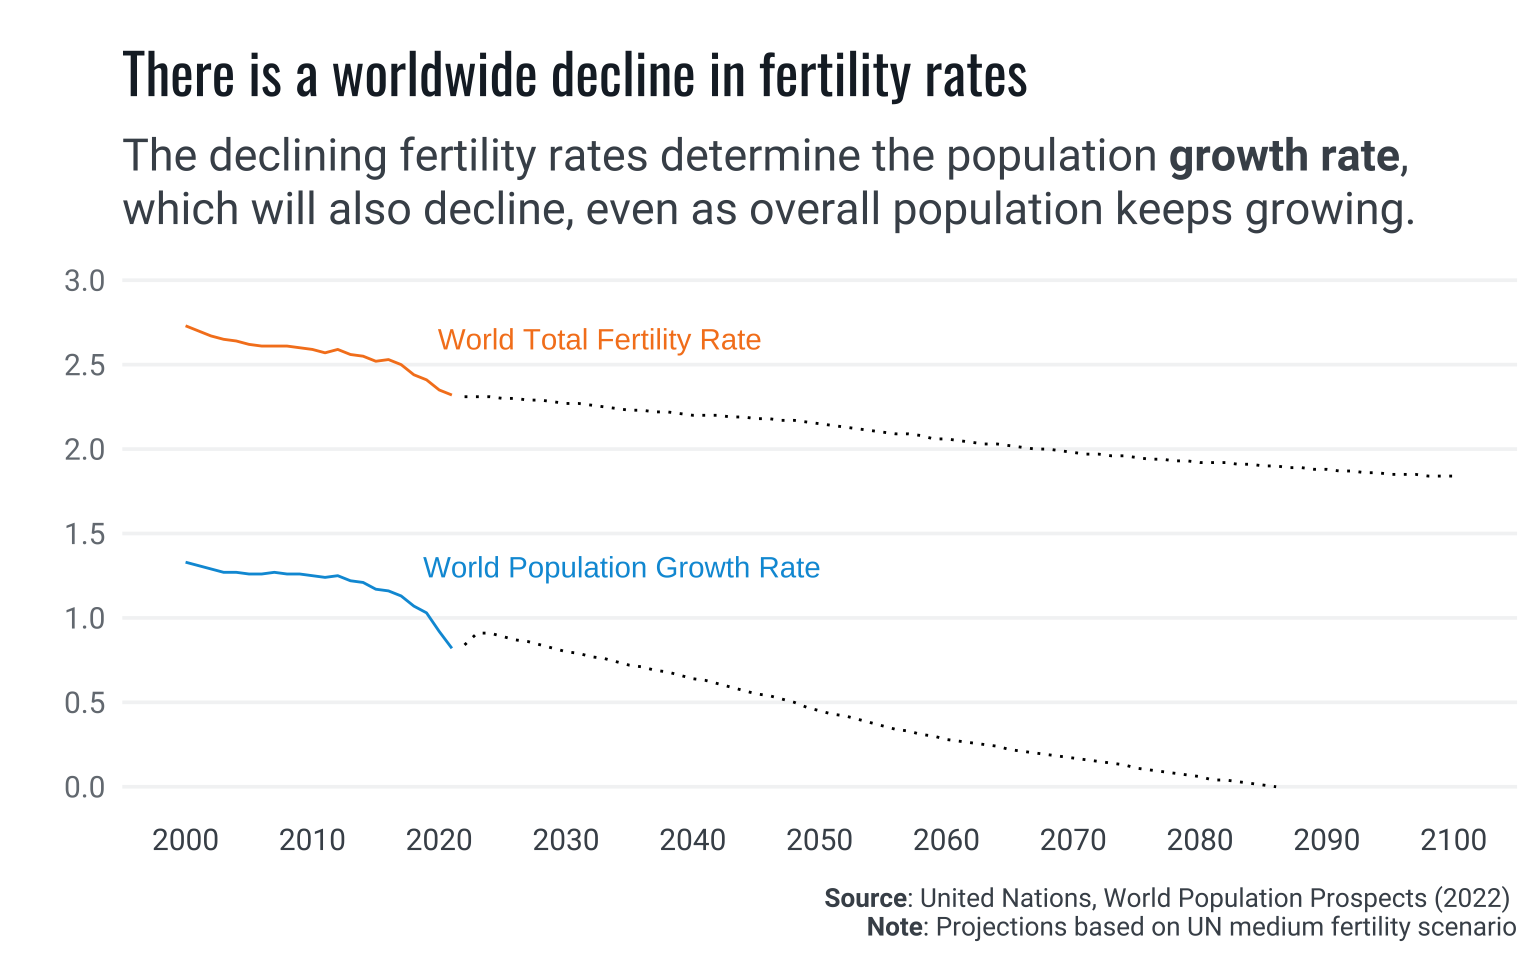 There is a worldwide decline in fertility rates
The declining fertility rates determine the population growth rate,
which will also decline, even as overall population keeps growing.
3.0
World Total Fertility Rate
2.5
2.0
1.5
World Population Growth Rate
1.0
0.5
0.0
2000 2010 2020 2030 2040 2050 2060 2070 2080 2090 2100
Source: United Nations, World Population Prospects (2022)
Note: Projections based on UN medium fertility scenario